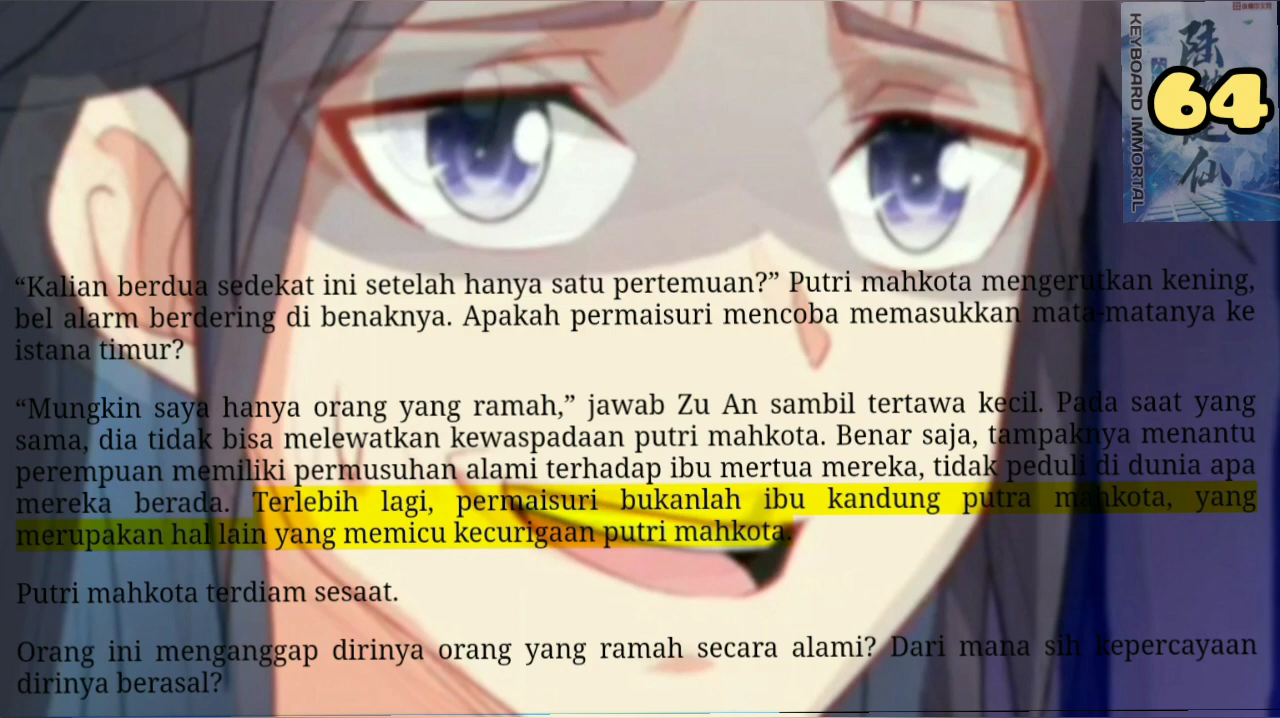 KEYBOARD IMMORTAL
64
“Kalian berdua sedekat ini setelah hanya satu pertemuan?” Putri mahkota mengerutkan kening,
bel alarm berdering di benaknya. Apakah permaisuri mencoba memasukkan mata-matanya ke
istana timur?
“Mungkin saya hanya orang yang ramah,” jawab Zu An sambil tertawa kecil. Pada saat yang
sama, dia tidak bisa melewatkan kewaspadaan putri mahkota. Benar saja, tampaknya menantu
perempuan memiliki permusuhan alami terhadap ibu mertua mereka, tidak peduli di dunia apa
mereka berada. Terlebih lagi, permaisuri bukanlah ibu kandung putra mahkota, yang
merupakan hal lain yang memicu kecurigaan putri mahkota.
Putri mahkota terdiam sesaat.
Orang ini menganggap dirinya orang yang ramah secara alami? Dari mana sih kepercayaan
dirinya berasal?